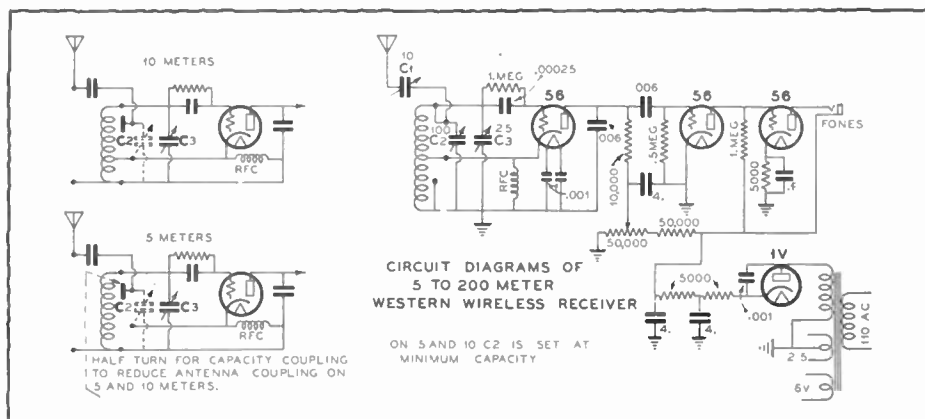 10 METERS
C2
C3
RFC
5 METERS
C2
C3
RFC
HALF TURN FOR CAPACITY COUPLING
TO REDUCE ANTENNA COUPLING ON
5 AND 10 METERS.
10
C1
1.MEG
.00025
56
006
56
56
FONES
100
C2
25
C3
.006
.5MEG
1.MEG
10,000
4.
5000
.1
RFC
.001
50,000
50,000
CIRCUIT DIAGRAMS OF
5 TO 200 METER
WESTERN WIRELESS RECEIVER
5000
1V
.001
4.
4.
110 AC
2.5
6V
ON 5 AND 10 C2 IS SET AT
MINIMUM CAPACITY